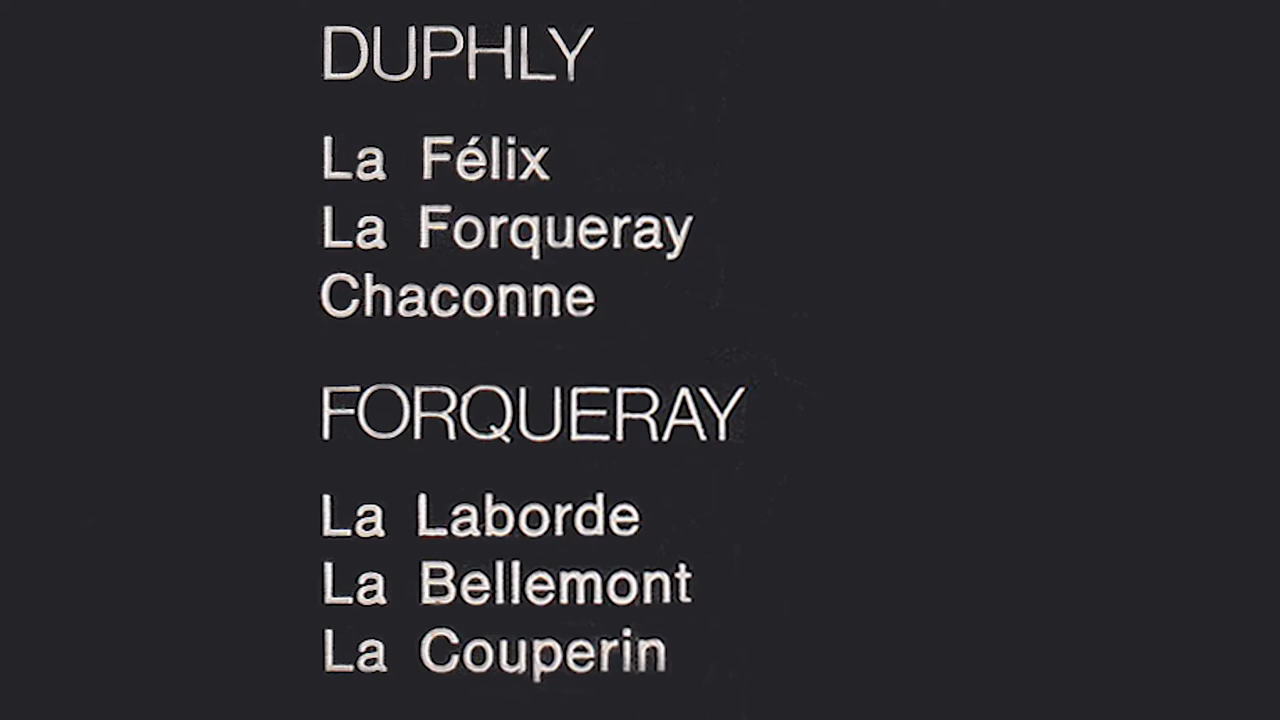 DUPHLY
La Félix
La Forqueray
Chaconne
FORQUERAY
La Laborde
La Bellemont
La Couperin